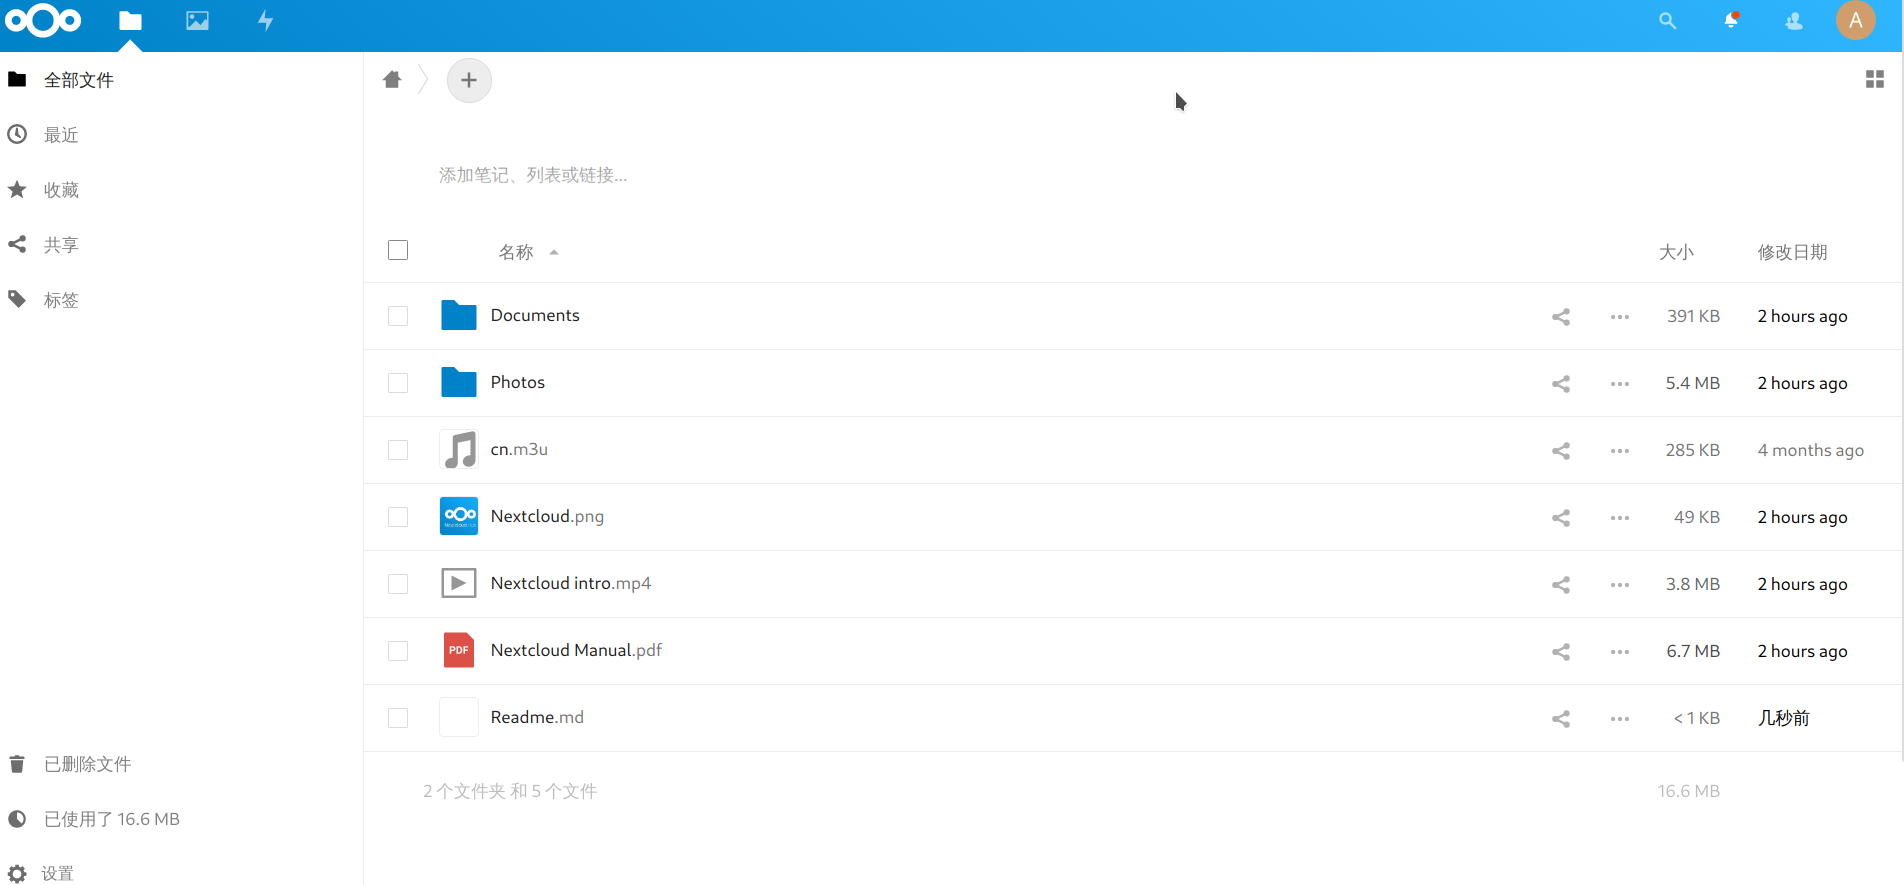 A
全部文件
最近
收藏
共享
标签
添加笔记、列表或链接...
名称 大小 修改日期
Documents 391 KB 2 hours ago
Photos 5.4 MB 2 hours ago
cn.m3u 285 KB 4 months ago
Nextcloud.png 49 KB 2 hours ago
Nextcloud intro.mp4 3.8 MB 2 hours ago
PDF Nextcloud Manual.pdf 6.7 MB 2 hours ago
Readme.md < 1 KB 几秒前
2 个文件夹 和 5 个文件 16.6 MB
已删除文件
已使用了 16.6 MB
设置